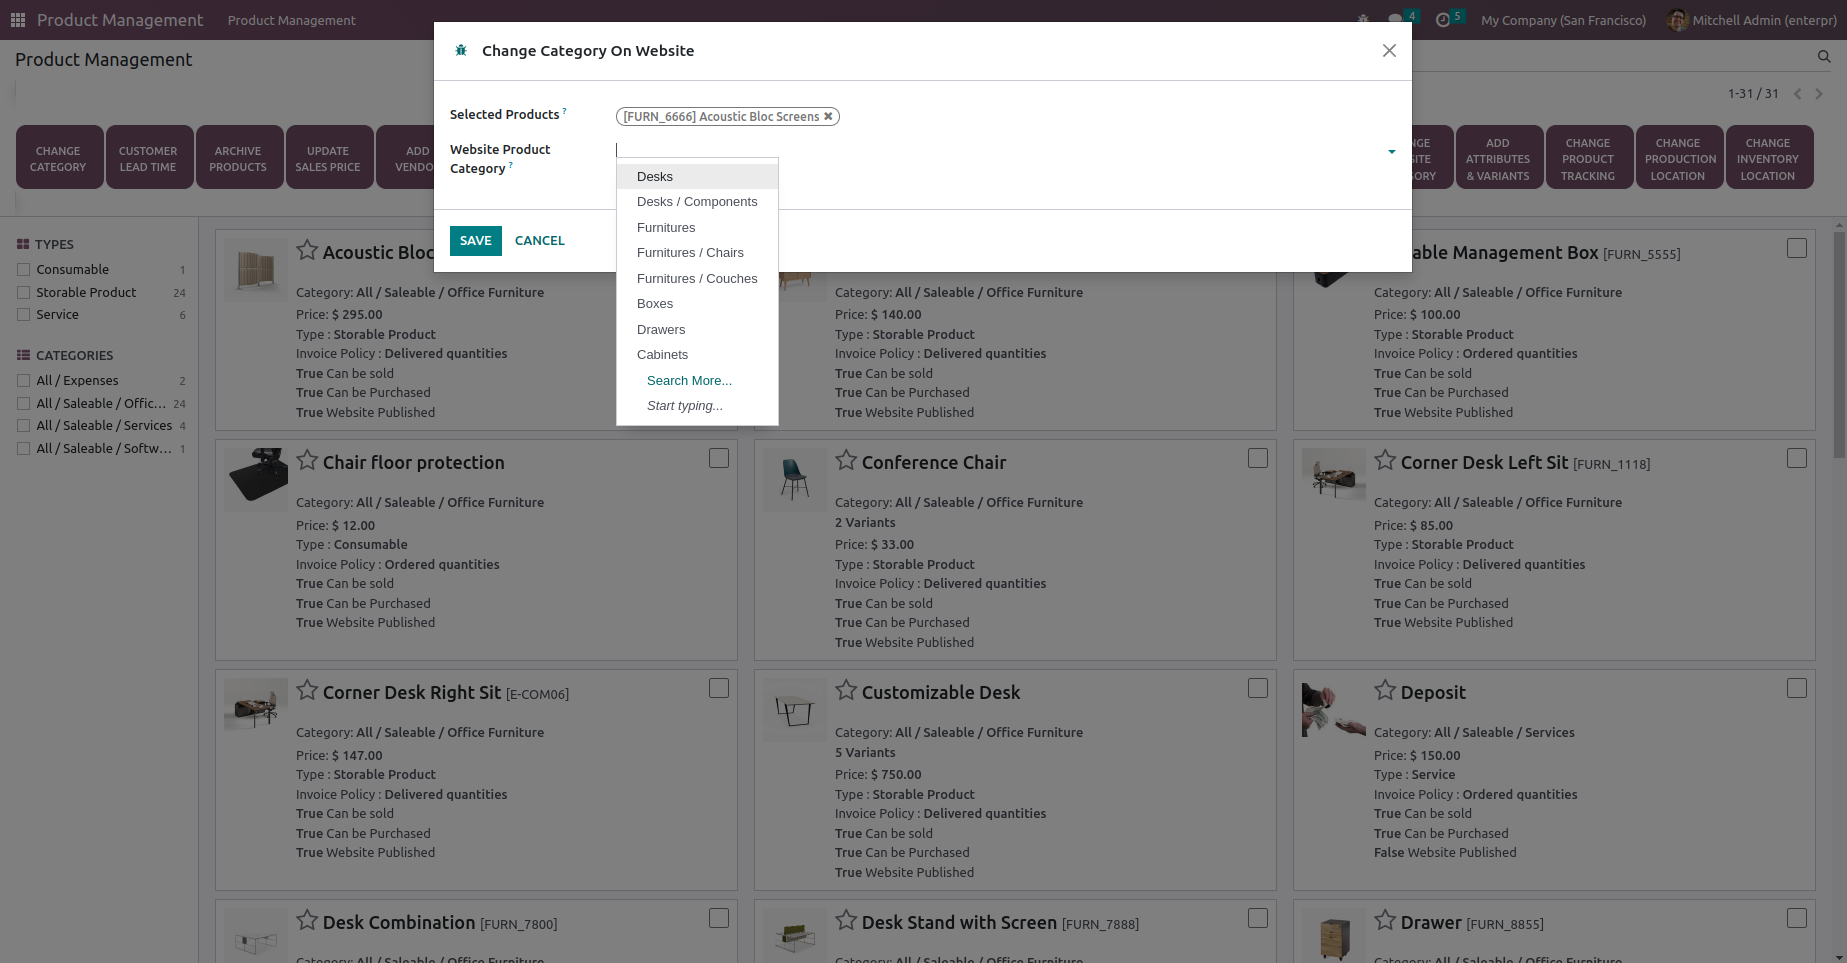 Product Management
Product Management
4
5
My Company (San Francisco)
Mitchell Admin (enterpr)
Product Management
1-31 / 31
CHANGE
CATEGORY
CUSTOMER
LEAD TIME
ARCHIVE
PRODUCTS
UPDATE
SALES PRICE
ADD
VENDO
ADD
ATTRIBUTES
& VARIANTS
CHANGE
PRODUCT
TRACKING
CHANGE
PRODUCTION
LOCATION
CHANGE
INVENTORY
LOCATION
Change Category On Website
Selected Products ?
[FURN_6666] Acoustic Bloc Screens
Website Product
Category ?
Desks
Desks / Components
Furnitures
Furnitures / Chairs
Furnitures / Couches
Boxes
Drawers
Cabinets
Search More...
Start typing...
SAVE
CANCEL
TYPES
Consumable 1
Storable Product 24
Service 6
CATEGORIES
All / Expenses 2
All / Saleable / Offic... 24
All / Saleable / Services 4
All / Saleable / Softw... 1
Acoustic Bloc
Category: All / Saleable / Office Furniture
Price: $ 295.00
Type : Storable Product
Invoice Policy : Delivered quantities
True Can be sold
True Can be Purchased
True Website Published
Category: All / Saleable / Office Furniture
Price: $ 140.00
Type : Storable Product
Invoice Policy : Delivered quantities
True Can be sold
True Can be Purchased
True Website Published
able Management Box [FURN_5555]
Category: All / Saleable / Office Furniture
Price: $ 100.00
Type : Storable Product
Invoice Policy : Ordered quantities
True Can be sold
True Can be Purchased
True Website Published
Chair floor protection
Category: All / Saleable / Office Furniture
Price: $ 12.00
Type : Consumable
Invoice Policy : Ordered quantities
True Can be sold
True Can be Purchased
True Website Published
Conference Chair
Category: All / Saleable / Office Furniture
2 Variants
Price: $ 33.00
Type : Storable Product
Invoice Policy : Delivered quantities
True Can be sold
True Can be Purchased
True Website Published
Corner Desk Left Sit [FURN_1118]
Category: All / Saleable / Office Furniture
Price: $ 85.00
Type : Storable Product
Invoice Policy : Delivered quantities
True Can be sold
True Can be Purchased
True Website Published
Corner Desk Right Sit [E-COM06]
Category: All / Saleable / Office Furniture
Price: $ 147.00
Type : Storable Product
Invoice Policy : Delivered quantities
True Can be sold
True Can be Purchased
True Website Published
Customizable Desk
Category: All / Saleable / Office Furniture
5 Variants
Price: $ 750.00
Type : Storable Product
Invoice Policy : Delivered quantities
True Can be sold
True Can be Purchased
True Website Published
Deposit
Category: All / Saleable / Services
Price: $ 150.00
Type : Service
Invoice Policy : Ordered quantities
True Can be sold
True Can be Purchased
False Website Published
Desk Combination [FURN_7800]
Category: All / Saleable / Office Furniture
Desk Stand with Screen [FURN_7888]
Category: All / Saleable / Office Furniture
Drawer [FURN_8855]
Category: All / Saleable / Office Furniture